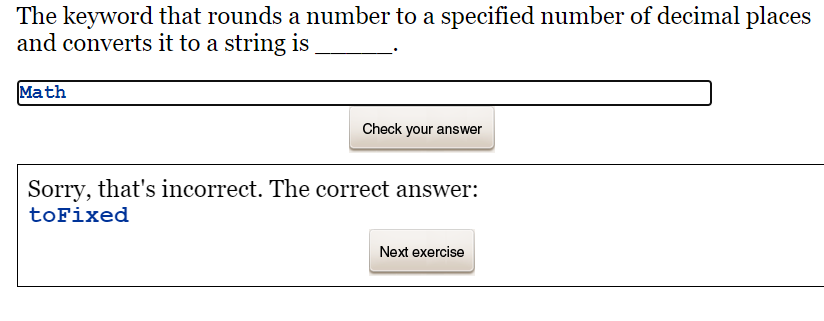 The keyword that rounds a number to a specified number of decimal places
and converts it to a string is _____.
Math
Check your answer
Sorry, that's incorrect. The correct answer:
toFixed
Next exercise